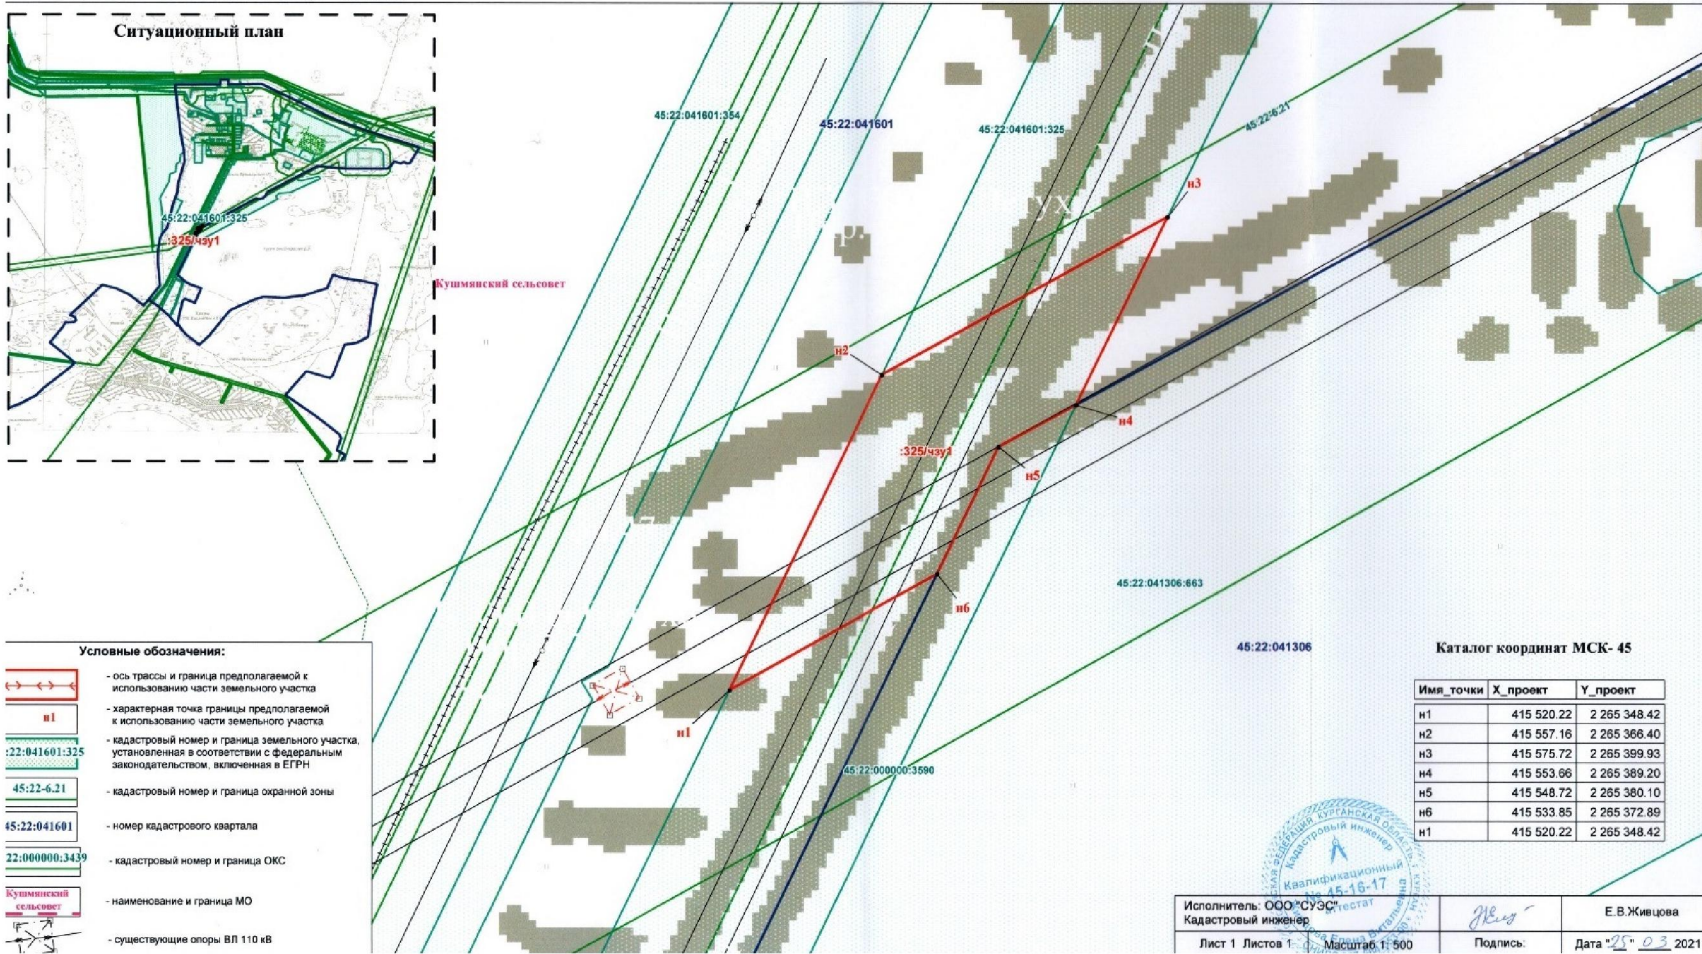 Ситуационный план
45:22:041601:325
:325/чзу1
45:22:041601:354
45:22:041601
45:22:041601:325
45:22-6.21
н3
Кушмянский сельсовет
н2
н4
:325/чзу1
н5
45:22:041306:663
н6
45:22:041306
н1
45:22:000000:3590
Условные обозначения:
- ось трассы и граница предполагаемой к
использованию части земельного участка
н1
- характерная точка границы предполагаемой
к использованию части земельного участка
:22:041601:325
- кадастровый номер и граница земельного участка,
установленная в соответствии с федеральным
законодательством, включенная в ЕГРН
45:22-6.21
- кадастровый номер и граница охранной зоны
45:22:041601
- номер кадастрового квартала
22:000000:3439
- кадастровый номер и граница ОКС
Кушмянский
сельсовет
- наименование и граница МО
- существующие опоры ВЛ 110 кВ
Каталог координат МСК- 45
Имя_точки X_проект Y_проект
н1 415 520.22 2 265 348.42
н2 415 557.16 2 265 366.40
н3 415 575.72 2 265 399.93
н4 415 553.66 2 265 389.20
н5 415 548.72 2 265 380.10
н6 415 533.85 2 265 372.89
н1 415 520.22 2 265 348.42
Кадастровый инженер
Квалификационный
№ 45-16-17
аттестат
Исполнитель: ООО "СУЭС"
Кадастровый инженер
Е.В.Живцова
Лист 1 Листов 1
Масштаб 1: 500
Подпись:
Дата "25" 03 2021